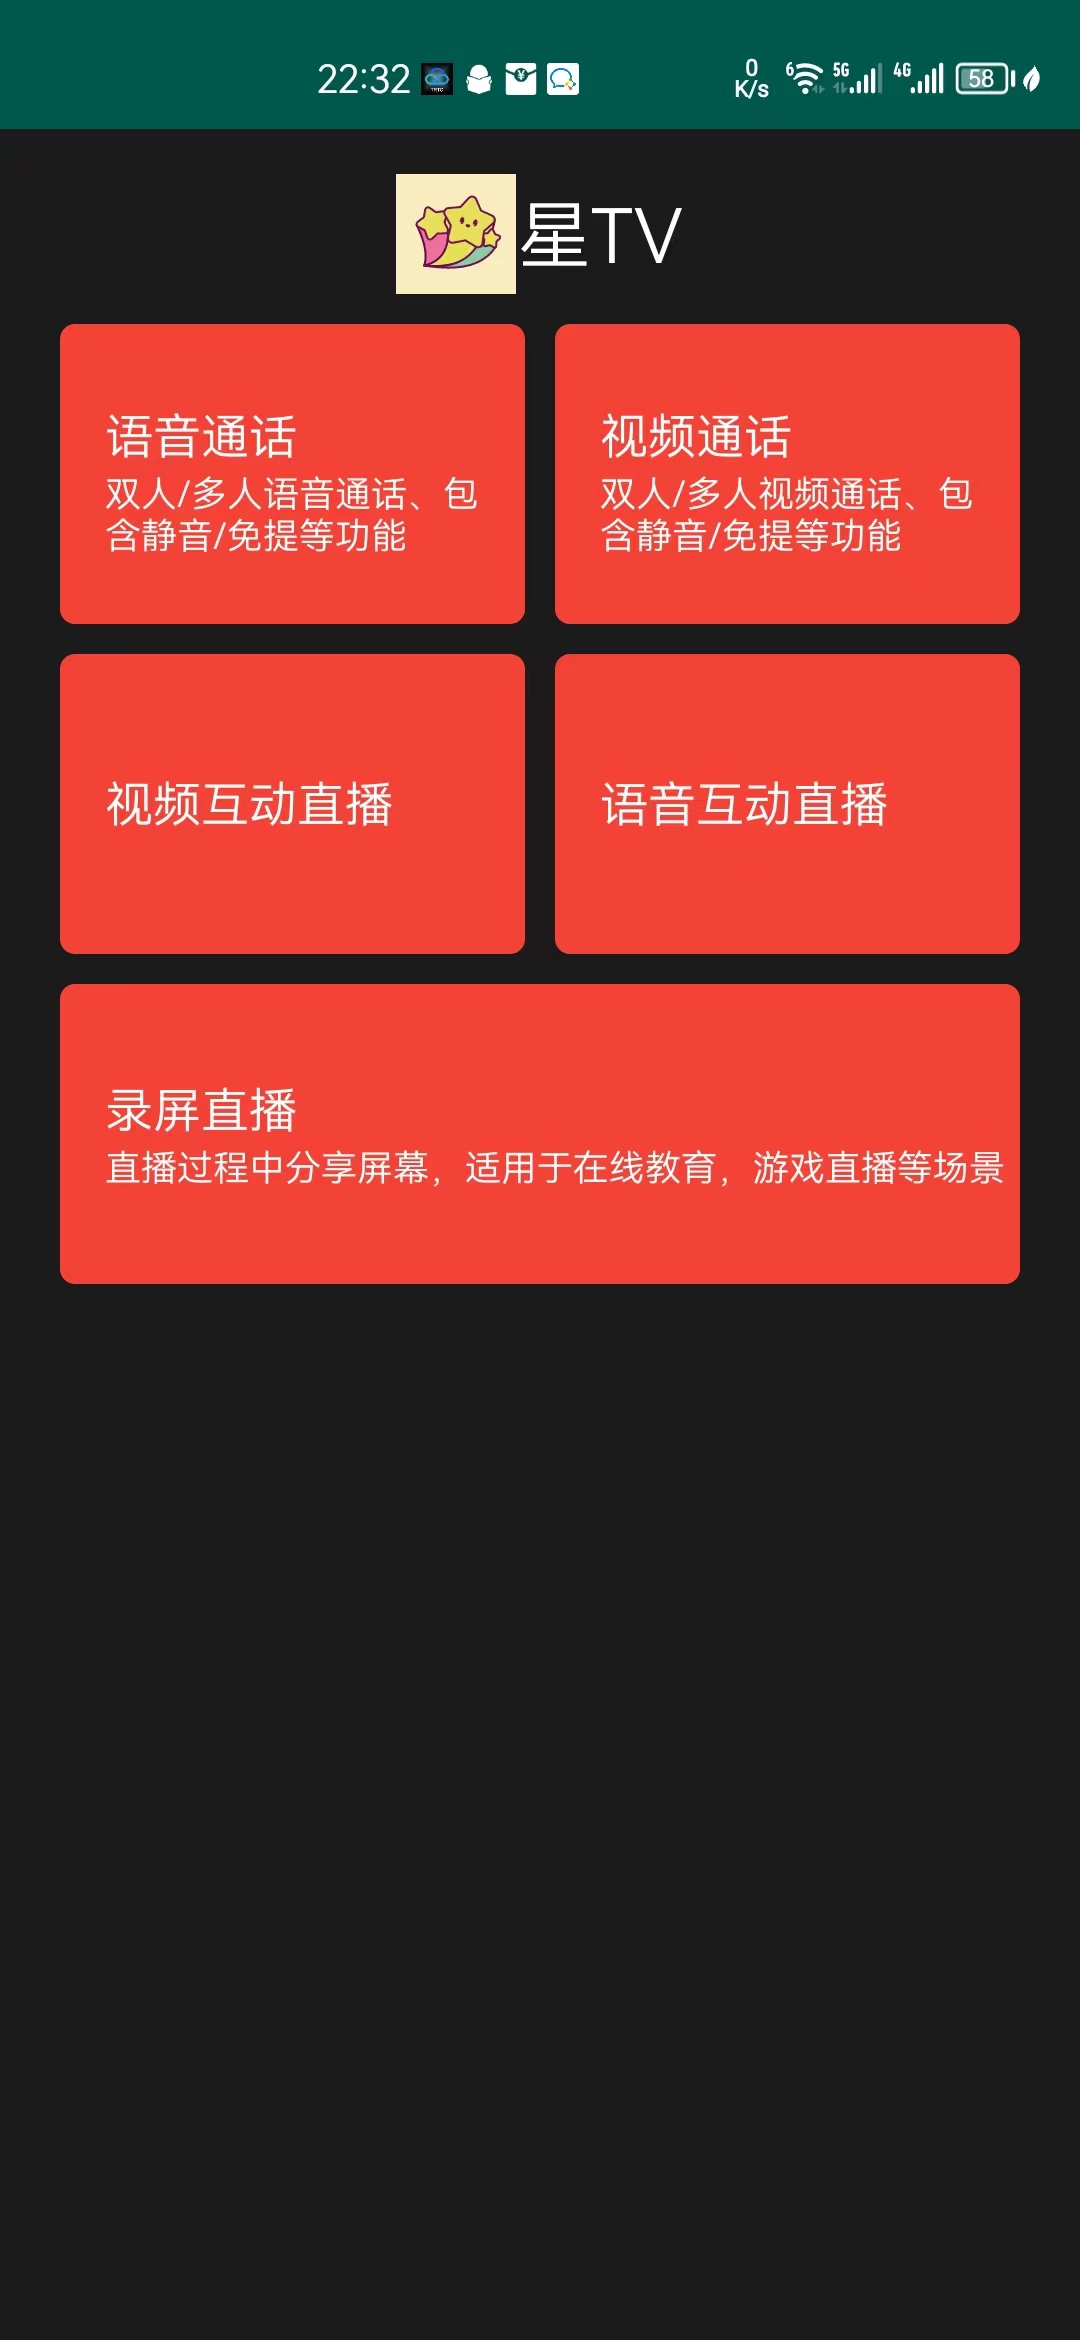 22:32
0
K/s
6
5G
4G
58
星TV
语音通话
双人/多人语音通话、包
含静音/免提等功能
视频通话
双人/多人视频通话、包
含静音/免提等功能
视频互动直播
语音互动直播
录屏直播
直播过程中分享屏幕，适用于在线教育，游戏直播等场景